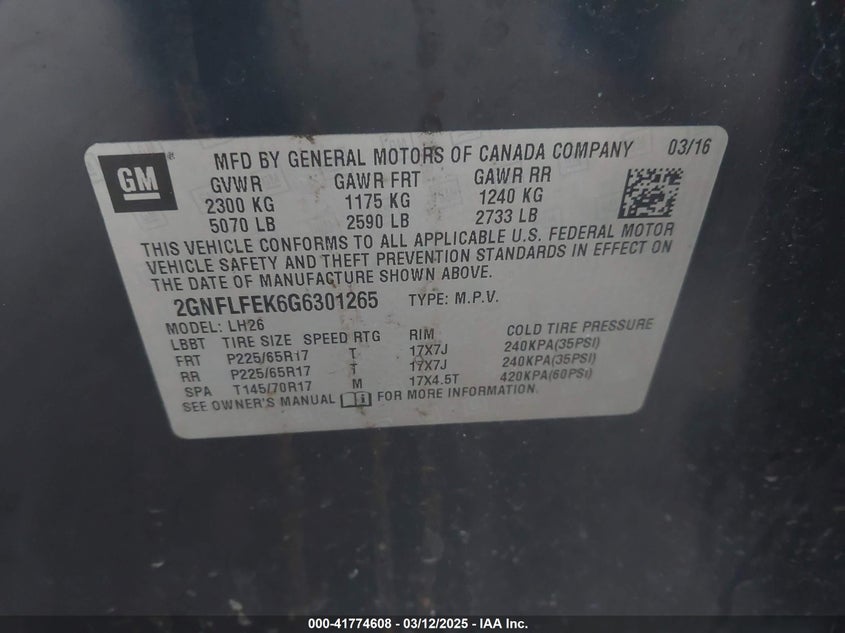 GM
MFD BY GENERAL MOTORS OF CANADA COMPANY 03/16
GVWR GAWR FRT GAWR RR
2300 KG 1175 KG 1240 KG
5070 LB 2590 LB 2733 LB
THIS VEHICLE CONFORMS TO ALL APPLICABLE U.S. FEDERAL MOTOR
VEHICLE SAFETY AND THEFT PREVENTION STANDARDS IN EFFECT ON
THE DATE OF MANUFACTURE SHOWN ABOVE.
2GNFLFEK6G6301265 TYPE: M.P.V.
MODEL: LH26
LBBT TIRE SIZE SPEED RTG RIM COLD TIRE PRESSURE
FRT P225/65R17 T 17X7J 240KPA(35PSI)
RR P225/65R17 T 17X7J 240KPA(35PSI)
SPA T145/70R17 M 17X4.5T 420KPA(60PSI)
SEE OWNER'S MANUAL FOR MORE INFORMATION.
000-41774608 - 03/12/2025 - IAA Inc.